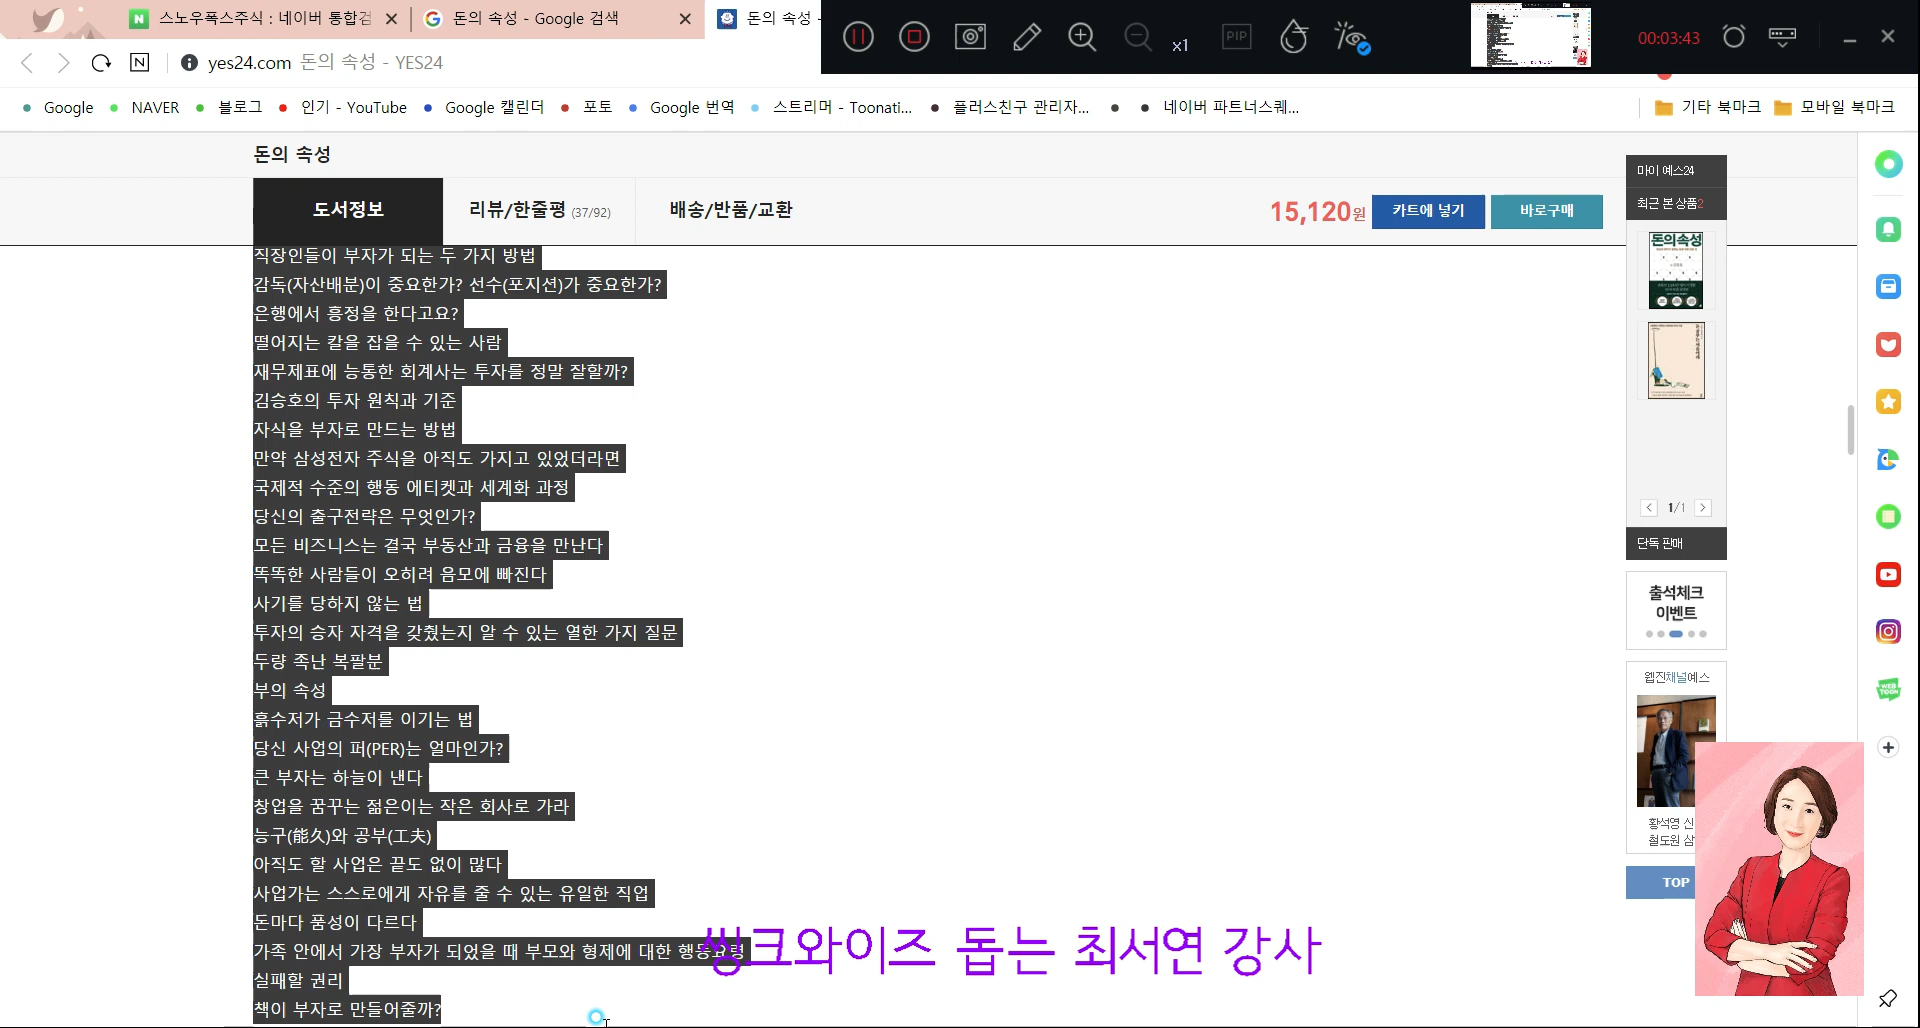 스노우폭스주식 : 네이버 통합검
돈의 속성 - Google 검색
돈의 속성 -
x1
PIP
00:03:43
yes24.com 돈의 속성 - YES24
Google
NAVER
블로그
인기 - YouTube
Google 캘린더
포토
Google 번역
스트리머 - Toonati...
플러스친구 관리자...
네이버 파트너스퀘...
기타 북마크
모바일 북마크
돈의 속성
도서정보
리뷰/한줄평 (37/92)
배송/반품/교환
15,120원
카트에 넣기
바로구매
마이 예스24
최근 본 상품2
돈의 속성
직장인들이 부자가 되는 두 가지 방법
감독(자산배분)이 중요한가? 선수(포지션)가 중요한가?
은행에서 흥정을 한다고요?
떨어지는 칼을 잡을 수 있는 사람
재무제표에 능통한 회계사는 투자를 정말 잘할까?
김승호의 투자 원칙과 기준
자식을 부자로 만드는 방법
만약 삼성전자 주식을 아직도 가지고 있었더라면
국제적 수준의 행동 에티켓과 세계화 과정
당신의 출구전략은 무엇인가?
모든 비즈니스는 결국 부동산과 금융을 만난다
똑똑한 사람들이 오히려 음모에 빠진다
사기를 당하지 않는 법
투자의 승자 자격을 갖췄는지 알 수 있는 열한 가지 질문
두량 족난 복팔분
부의 속성
흙수저가 금수저를 이기는 법
당신 사업의 퍼(PER)는 얼마인가?
큰 부자는 하늘이 낸다
창업을 꿈꾸는 젊은이는 작은 회사로 가라
능구(能久)와 공부(工夫)
아직도 할 사업은 끝도 없이 많다
사업가는 스스로에게 자유를 줄 수 있는 유일한 직업
돈마다 품성이 다르다
가족 안에서 가장 부자가 되었을 때 부모와 형제에 대한 행동요령
실패할 권리
책이 부자로 만들어줄까?
1/1
단독 판매
출석체크
이벤트
웹진채널예스
황석영 신
철도원 삼
TOP
WEB
TOON
씽크와이즈 돕는 최서연 강사